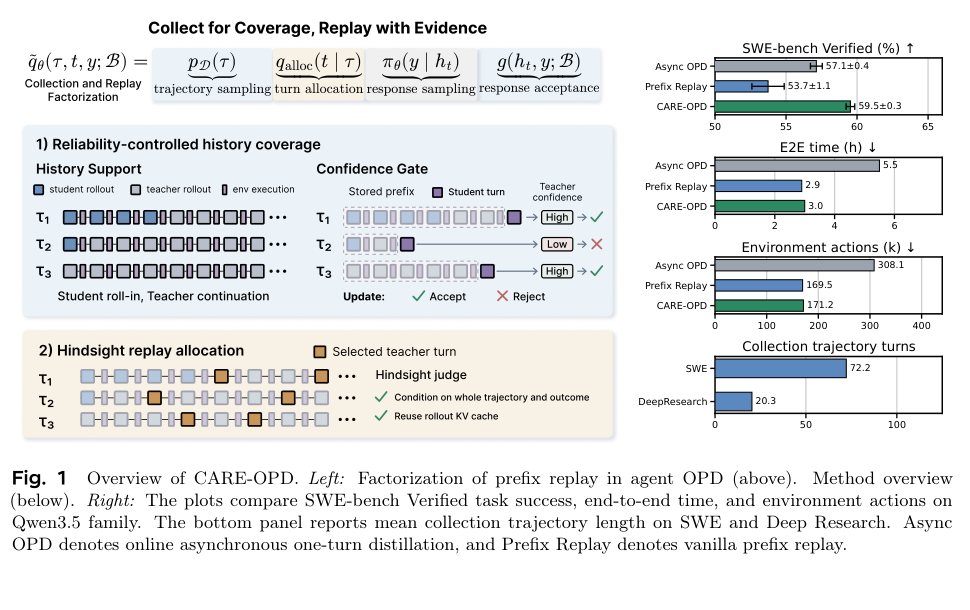 Collect for Coverage, Replay with Evidence
q̃θ(τ, t, y; ℬ) = p𝒟(τ) qalloc(t | τ) πθ(y | ht) g(ht, y; ℬ)
Collection and Replay Factorization
trajectory sampling turn allocation response sampling response acceptance
1) Reliability-controlled history coverage
History Support
student rollout teacher rollout env execution
τ1
τ2
τ3
Student roll-in, Teacher continuation
Confidence Gate
Stored prefix Student turn Teacher confidence
τ1 High
τ2 Low
τ3 High
Update: Accept Reject
2) Hindsight replay allocation
Selected teacher turn
τ1
τ2
τ3
Hindsight judge
Condition on whole trajectory and outcome
Reuse rollout KV cache
SWE-bench Verified (%) ↑
Async OPD 57.1±0.4
Prefix Replay 53.7±1.1
CARE-OPD 59.5±0.3
50 55 60 65
E2E time (h) ↓
Async OPD 5.5
Prefix Replay 2.9
CARE-OPD 3.0
0 2 4 6
Environment actions (k) ↓
Async OPD 308.1
Prefix Replay 169.5
CARE-OPD 171.2
0 100 200 300 400
Collection trajectory turns
SWE 72.2
DeepResearch 20.3
0 50 100
Fig. 1 Overview of CARE-OPD. Left: Factorization of prefix replay in agent OPD (above). Method overview
(below). Right: The plots compare SWE-bench Verified task success, end-to-end time, and environment actions on
Qwen3.5 family. The bottom panel reports mean collection trajectory length on SWE and Deep Research. Async
OPD denotes online asynchronous one-turn distillation, and Prefix Replay denotes vanilla prefix replay.